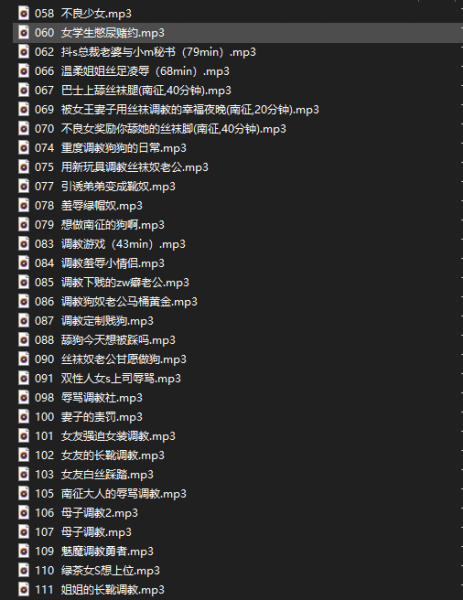 058 不良少女.mp3
060 女学生憋尿赌约.mp3
062 抖s总裁老婆与小m秘书（79min）.mp3
066 温柔姐姐丝足凌辱（68min）.mp3
067 巴士上舔丝袜腿(南征,40分钟).mp3
069 被女王妻子用丝袜调教的幸福夜晚(南征,20分钟).mp3
070 不良女奖励你舔她的丝袜脚(南征,40分钟).mp3
074 重度调教狗狗的日常.mp3
075 用新玩具调教丝袜奴老公.mp3
077 引诱弟弟变成靴奴.mp3
078 羞辱绿帽奴.mp3
079 想做南征的狗啊.mp3
083 调教游戏（43min）.mp3
084 调教羞辱小情侣.mp3
085 调教下贱的zw癖老公.mp3
086 调教狗奴老公马桶黄金.mp3
087 调教定制贱狗.mp3
088 舔狗今天想被踩吗.mp3
090 丝袜奴老公甘愿做狗.mp3
091 双性人女s上司辱骂.mp3
098 辱骂调教社.mp3
100 妻子的责罚.mp3
101 女友强迫女装调教.mp3
102 女友的长靴调教.mp3
103 女友白丝踩踏.mp3
105 南征大人的辱骂调教.mp3
106 母子调教2.mp3
107 母子调教.mp3
109 魅魔调教勇者.mp3
110 绿茶女S想上位.mp3
111 姐姐的长靴调教.mp3